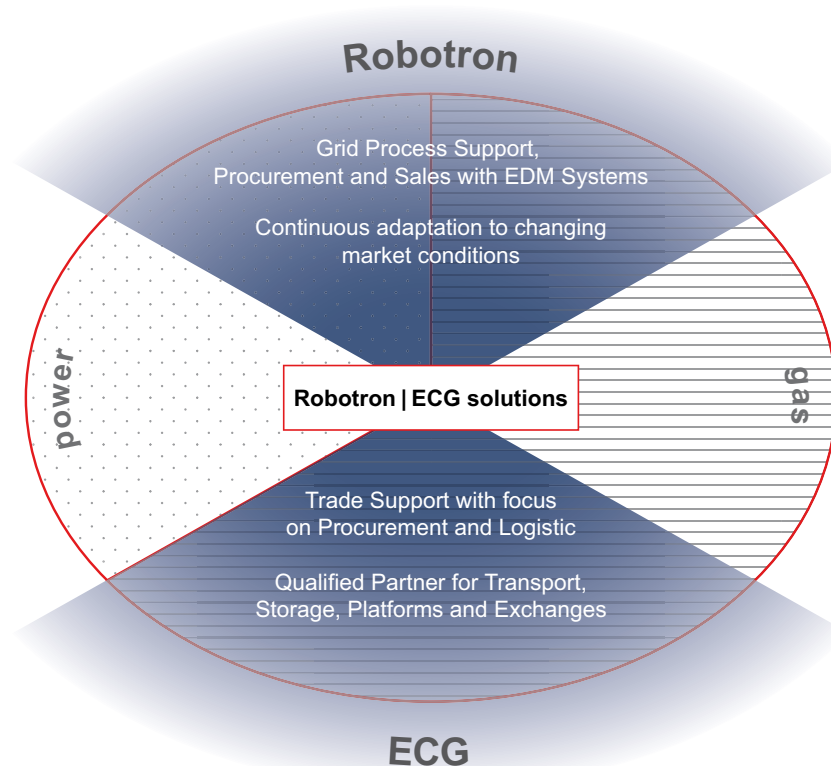 Robotron
Grid Process Support,
Procurement and Sales with EDM Systems
Continuous adaptation to changing
market conditions
power
gas
Robotron | ECG solutions
Trade Support with focus
on Procurement and Logistic
Qualified Partner for Transport,
Storage, Platforms and Exchanges
ECG